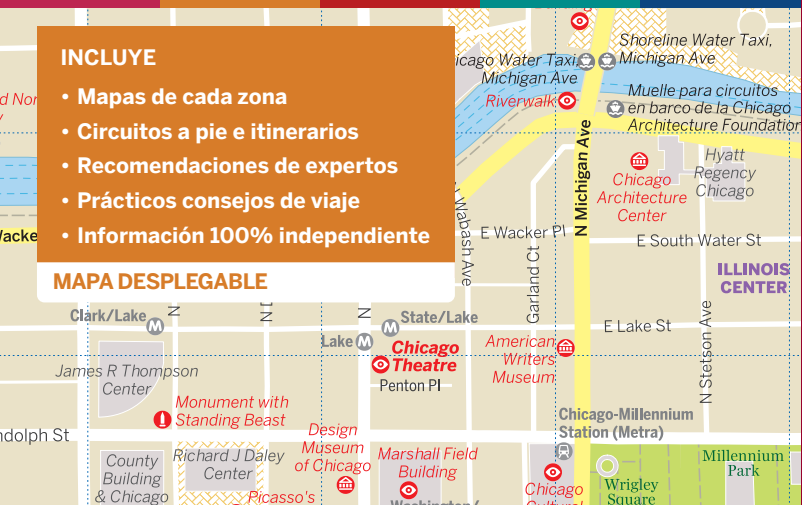 INCLUYE
• Mapas de cada zona
• Circuitos a pie e itinerarios
• Recomendaciones de expertos
• Prácticos consejos de viaje
• Información 100% independiente
MAPA DESPLEGABLE
Shoreline Water Taxi,
Michigan Ave
Water Taxi,
Michigan Ave
Riverwalk
Muelle para circuitos
en barco de la Chicago
Architecture Foundation
N Michigan Ave
Chicago
Architecture
Center
Hyatt
Regency
Chicago
N Wabash Ave
E Wacker Pl
Garland Ct
E South Water St
ILLINOIS
CENTER
N Stetson Ave
Clark/Lake
N
N
N
State/Lake
Lake
M
M
M
E Lake St
Chicago
Theatre
American
Writers
Museum
James R Thompson
Center
Penton Pl
Monument with
Standing Beast
Chicago-Millennium
Station (Metra)
Design
Museum
of Chicago
Marshall Field
Building
County
Building
& Chicago
Richard J Daley
Center
Picasso's
Washington/
Chicago
Wrigley
Square
Millennium
Park